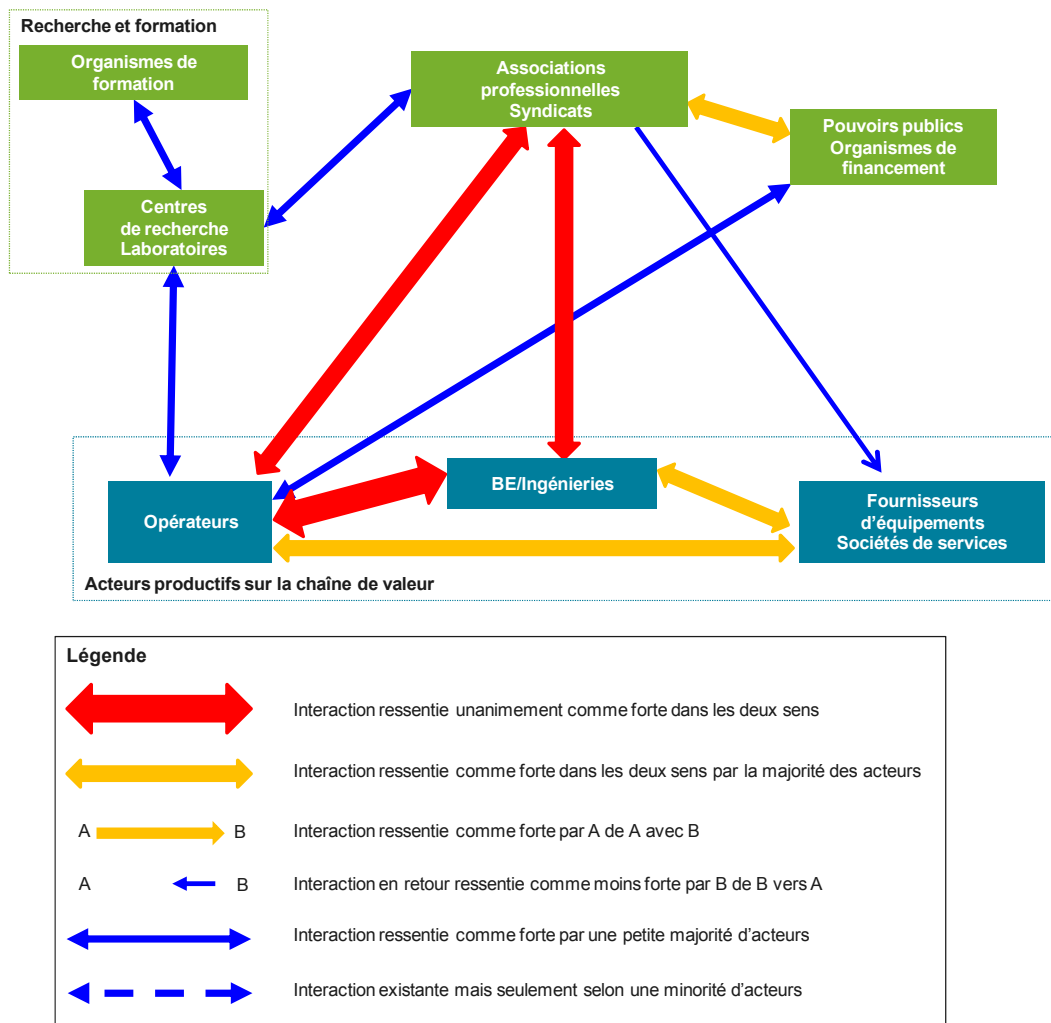 Recherche et formation
Organismes de
formation
Associations
professionnelles
Syndicats
Pouvoirs publics
Organismes de
financement
Centres
de recherche
Laboratoires
BE/Ingénieries
Opérateurs
Fournisseurs
d'équipements
Sociétés de services
Acteurs productifs sur la chaîne de valeur
Légende
Interaction ressentie unanimement comme forte dans les deux sens
Interaction ressentie comme forte dans les deux sens par la majorité des acteurs
A B Interaction ressentie comme forte par A de A avec B
A B Interaction en retour ressentie comme moins forte par B de B vers A
Interaction ressentie comme forte par une petite majorité d'acteurs
Interaction existante mais seulement selon une minorité d'acteurs